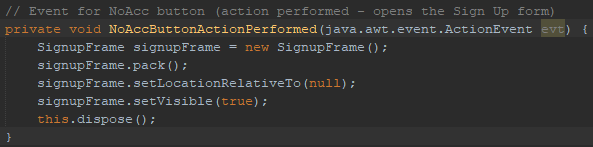 // Event for NoAcc button (action performed - opens the Sign Up form)
private void NoAccButtonActionPerformed(java.awt.event.ActionEvent evt) {
    SignupFrame signupFrame = new SignupFrame();
    signupFrame.pack();
    signupFrame.setLocationRelativeTo(null);
    signupFrame.setVisible(true);
    this.dispose();
}